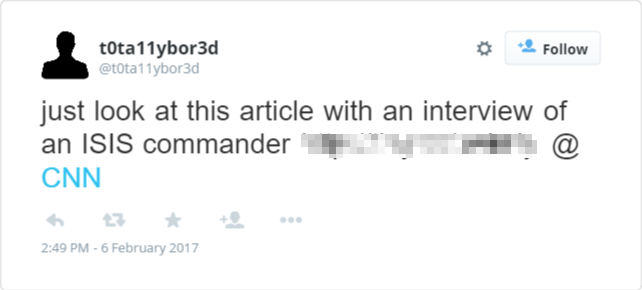 t0ta11ybor3d
@t0ta11ybor3d
Follow
just look at this article with an interview of
an ISIS commander @
CNN
2:49 PM - 6 February 2017